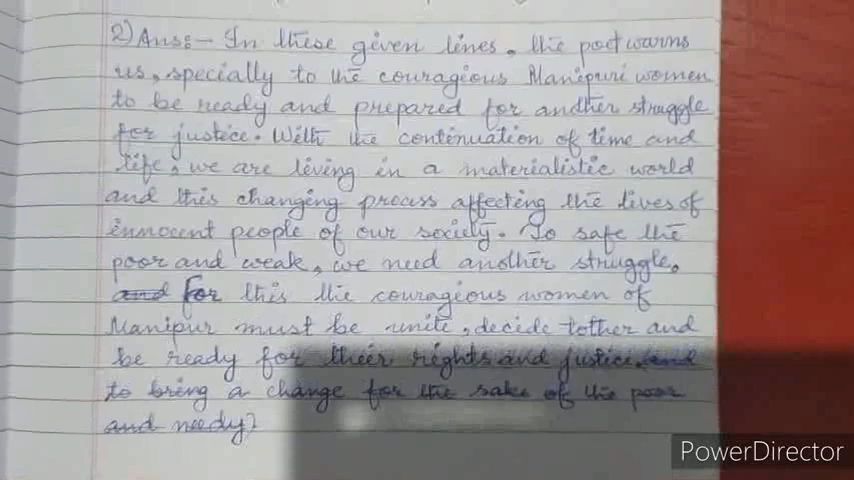 2) Ans:- In these given lines, the poet warns
us, specially to the couragious Manipuri women
to be ready and prepared for another struggle
for justice. With the continuation of time and
life, we are living in a materialistic world
and this changing process affecting the lives of
innocent people of our society. To safe the
poor and weak, we need another struggle.
and for this the couragious women of
Manipur must be unite, decide tother and
be ready for their rights and justice. and
to bring a change for the sake of the poor
and needy?
PowerDirector